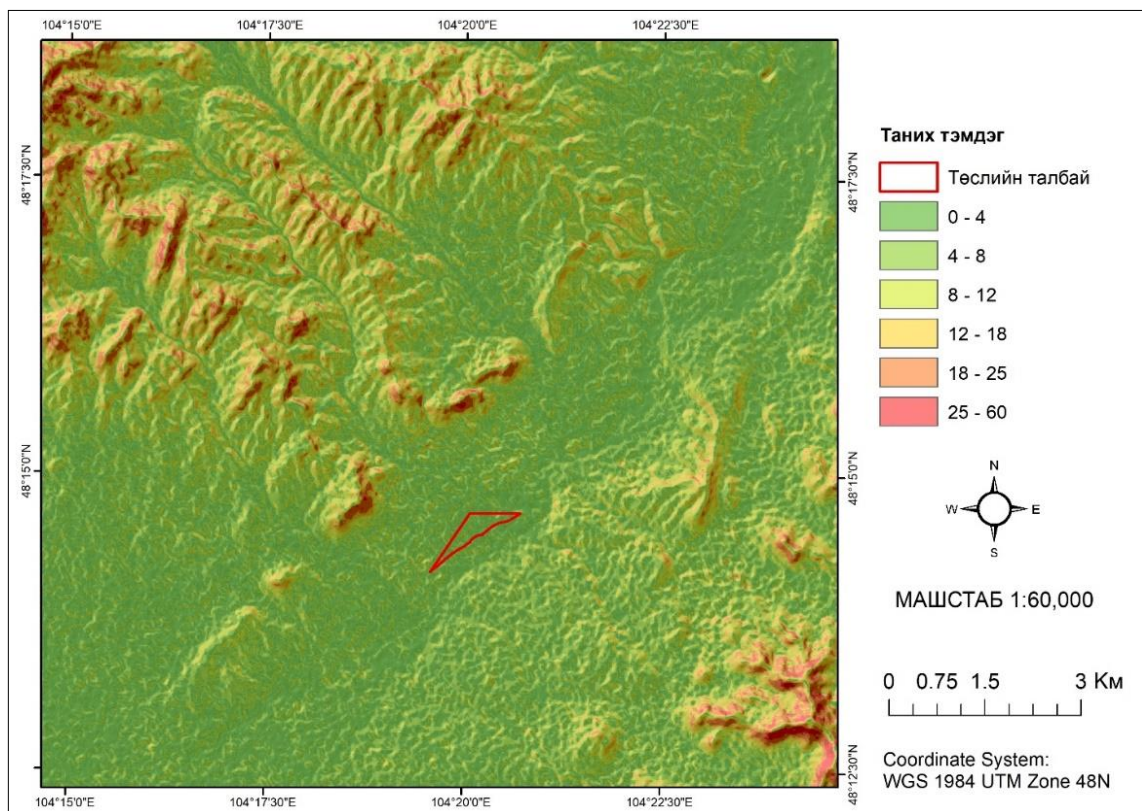 104°15'0"E 104°17'30"E 104°20'0"E 104°22'30"E
48°17'30"N
48°17'30"N
48°15'0"N
48°15'0"N
48°12'30"N
104°15'0"E 104°17'30"E 104°20'0"E 104°22'30"E
Таних тэмдэг
Төслийн талбай
0 - 4
4 - 8
8 - 12
12 - 18
18 - 25
25 - 60
N
W E
S
МАШСТАБ 1:60,000
0 0.75 1.5 3 Км
Coordinate System:
WGS 1984 UTM Zone 48N